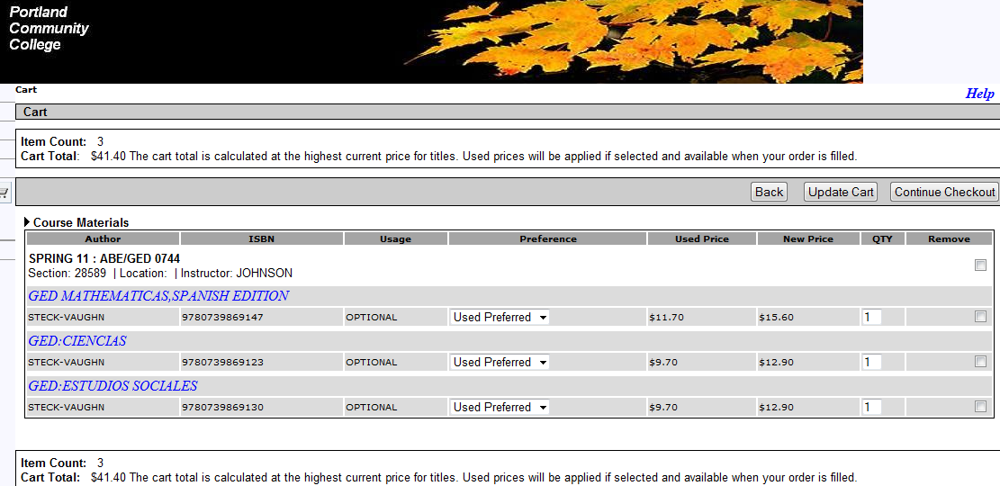 Portland
Community
College
Cart
Help
Cart
Item Count: 3
Cart Total: $41.40 The cart total is calculated at the highest current price for titles. Used prices will be applied if selected and available when your order is filled.
Back Update Cart Continue Checkout
Course Materials
Author ISBN Usage Preference Used Price New Price QTY Remove
SPRING 11 : ABE/GED 0744
Section: 28589 | Location: | Instructor: JOHNSON
GED MATHEMATICAS,SPANISH EDITION
STECK-VAUGHN 9780739869147 OPTIONAL Used Preferred $11.70 $15.60 1
GED:CIENCIAS
STECK-VAUGHN 9780739869123 OPTIONAL Used Preferred $9.70 $12.90 1
GED:ESTUDIOS SOCIALES
STECK-VAUGHN 9780739869130 OPTIONAL Used Preferred $9.70 $12.90 1
Item Count: 3
Cart Total: $41.40 The cart total is calculated at the highest current price for titles. Used prices will be applied if selected and available when your order is filled.